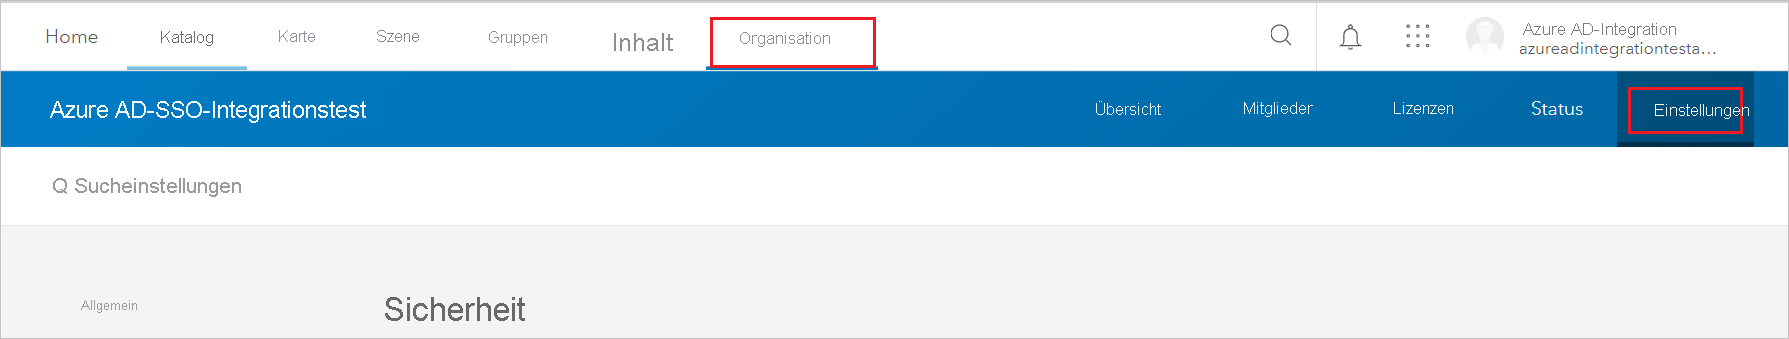 Home Katalog Karte Szene Gruppen Inhalt Organisation Azure AD-Integration
azureadintegrationtesta...
Azure AD-SSO-Integrationstest Übersicht Mitglieder Lizenzen Status Einstellungen
Q Sucheinstellungen
Allgemein Sicherheit